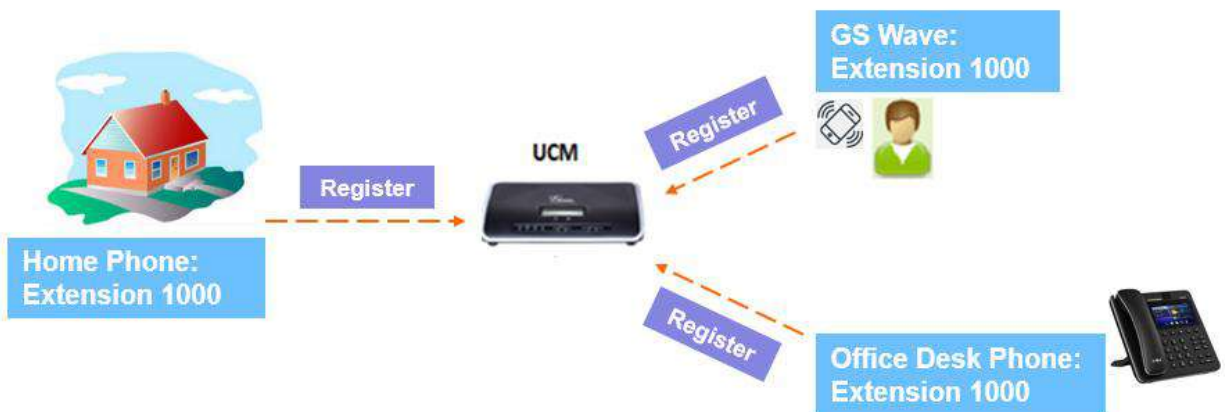 GS Wave:
Extension 1000
Register
UCM
Register
Home Phone:
Extension 1000
Register
Office Desk Phone:
Extension 1000